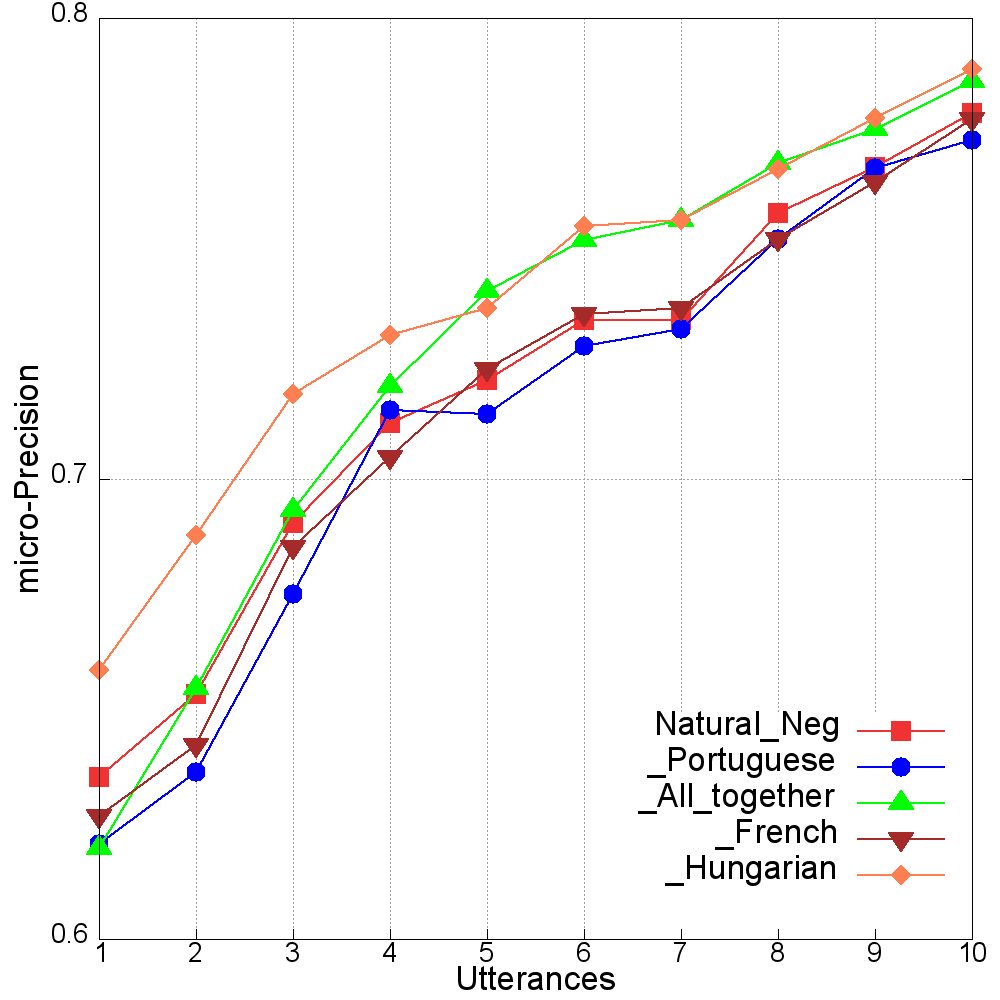 0.8
0.7
0.6
micro-Precision
Natural_Neg
_Portuguese
_All_together
_French
_Hungarian
1 2 3 4 5 6 7 8 9 10
Utterances